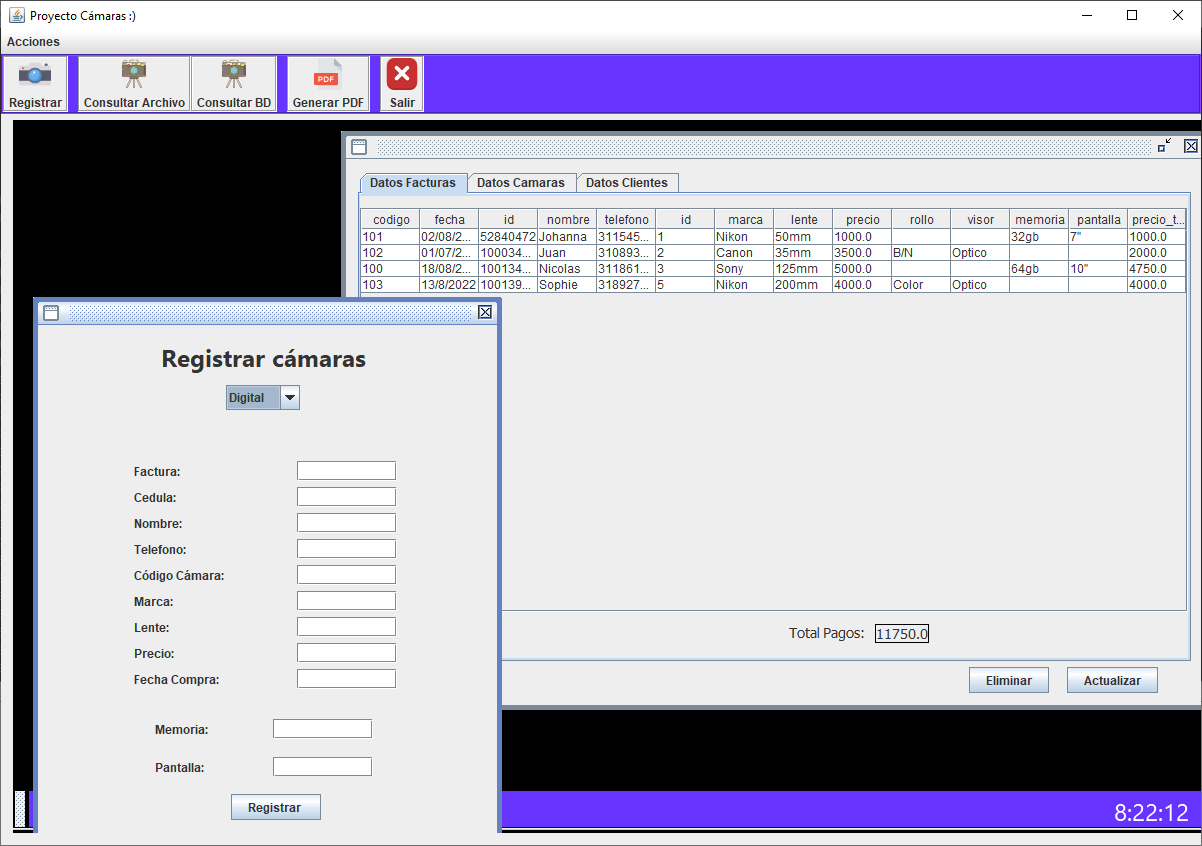 Proyecto Cámaras :)
Acciones
Registrar Consultar Archivo Consultar BD PDF Generar PDF Salir
Datos Facturas Datos Camaras Datos Clientes
codigo fecha id nombre telefono id marca lente precio rollo visor memoria pantalla precio_t...
101 02/08/2... 52840472 Johanna 311545... 1 Nikon 50mm 1000.0 32gb 7" 1000.0
102 01/07/2... 100034... Juan 310893... 2 Canon 35mm 3500.0 B/N Optico 2000.0
100 18/08/2... 100134... Nicolas 311861... 3 Sony 125mm 5000.0 64gb 10" 4750.0
103 13/8/2022 100139... Sophie 318927... 5 Nikon 200mm 4000.0 Color Optico 4000.0
Total Pagos: 11750.0
Eliminar Actualizar
Registrar cámaras
Digital
Factura:
Cedula:
Nombre:
Telefono:
Código Cámara:
Marca:
Lente:
Precio:
Fecha Compra:
Memoria:
Pantalla:
Registrar
8:22:12